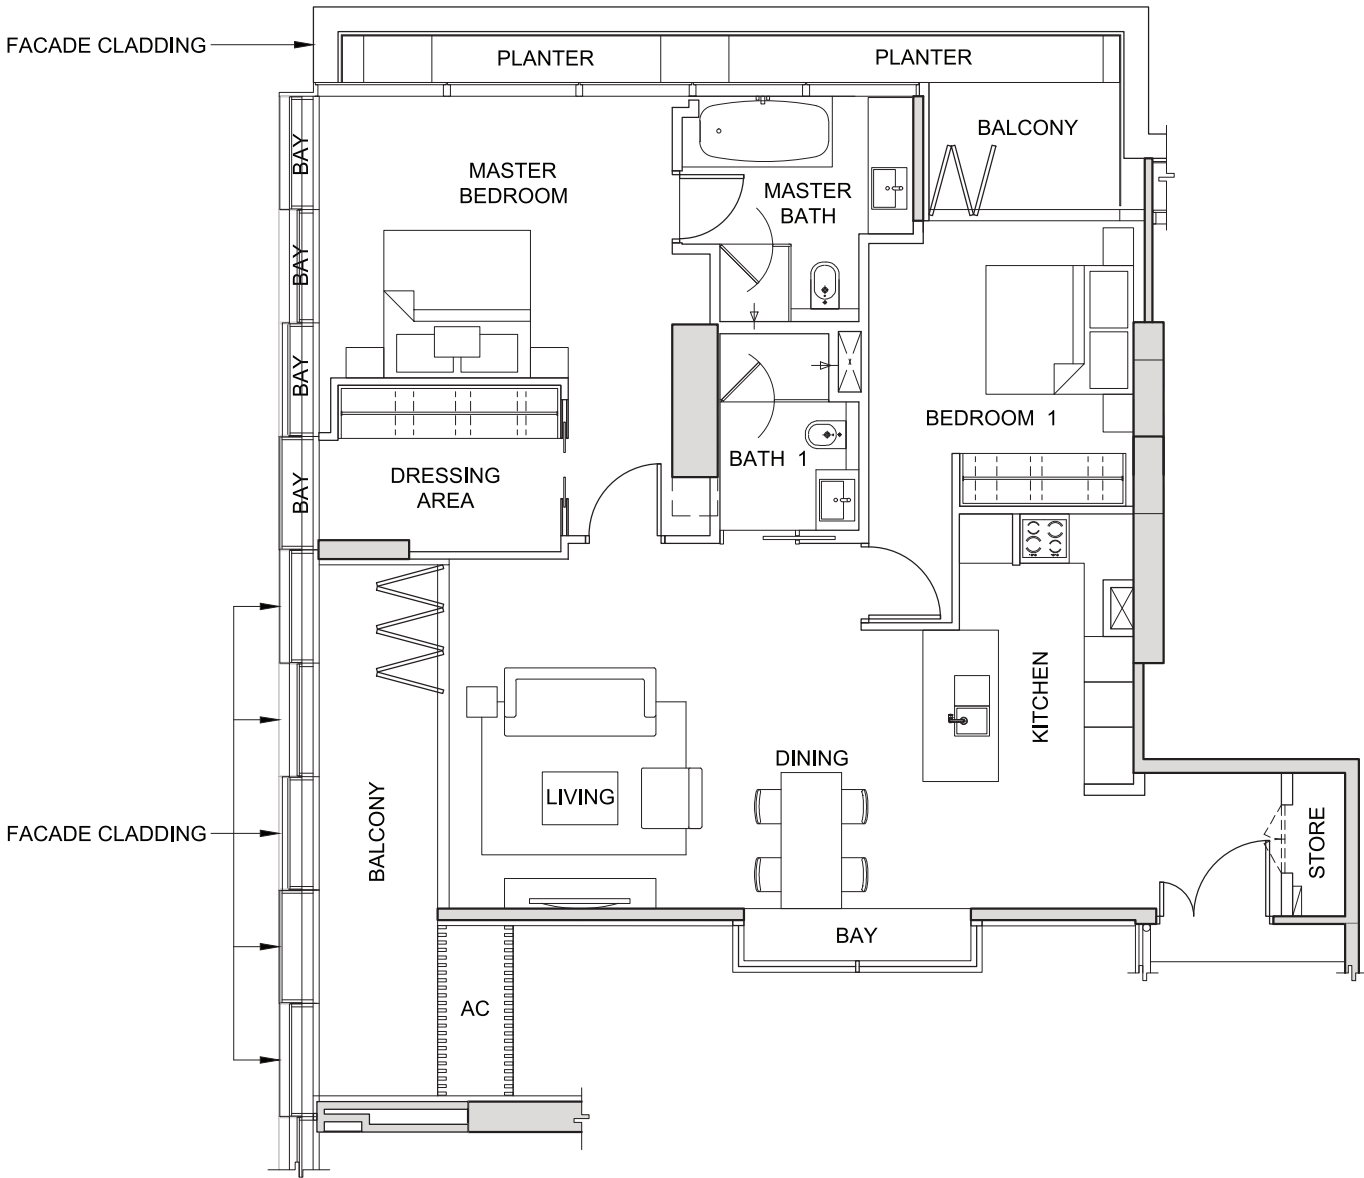 FACADE CLADDING
PLANTER
PLANTER
BAY
BALCONY
MASTER
BEDROOM
MASTER
BATH
BAY
BAY
BEDROOM 1
BATH 1
DRESSING
AREA
BAY
KITCHEN
DINING
LIVING
BALCONY
FACADE CLADDING
STORE
BAY
AC